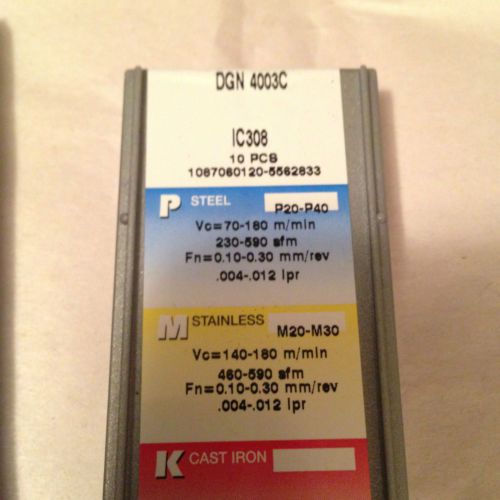 DGN 4003C
IC308
10 PCS
1087060120-5562833
P STEEL P20-P40
Vc=70-180 m/min
230-590 sfm
Fn=0.10-0.30 mm/rev
.004-.012 ipr
M STAINLESS M20-M30
Vc=140-180 m/min
460-590 sfm
Fn=0.10-0.30 mm/rev
.004-.012 ipr
K CAST IRON